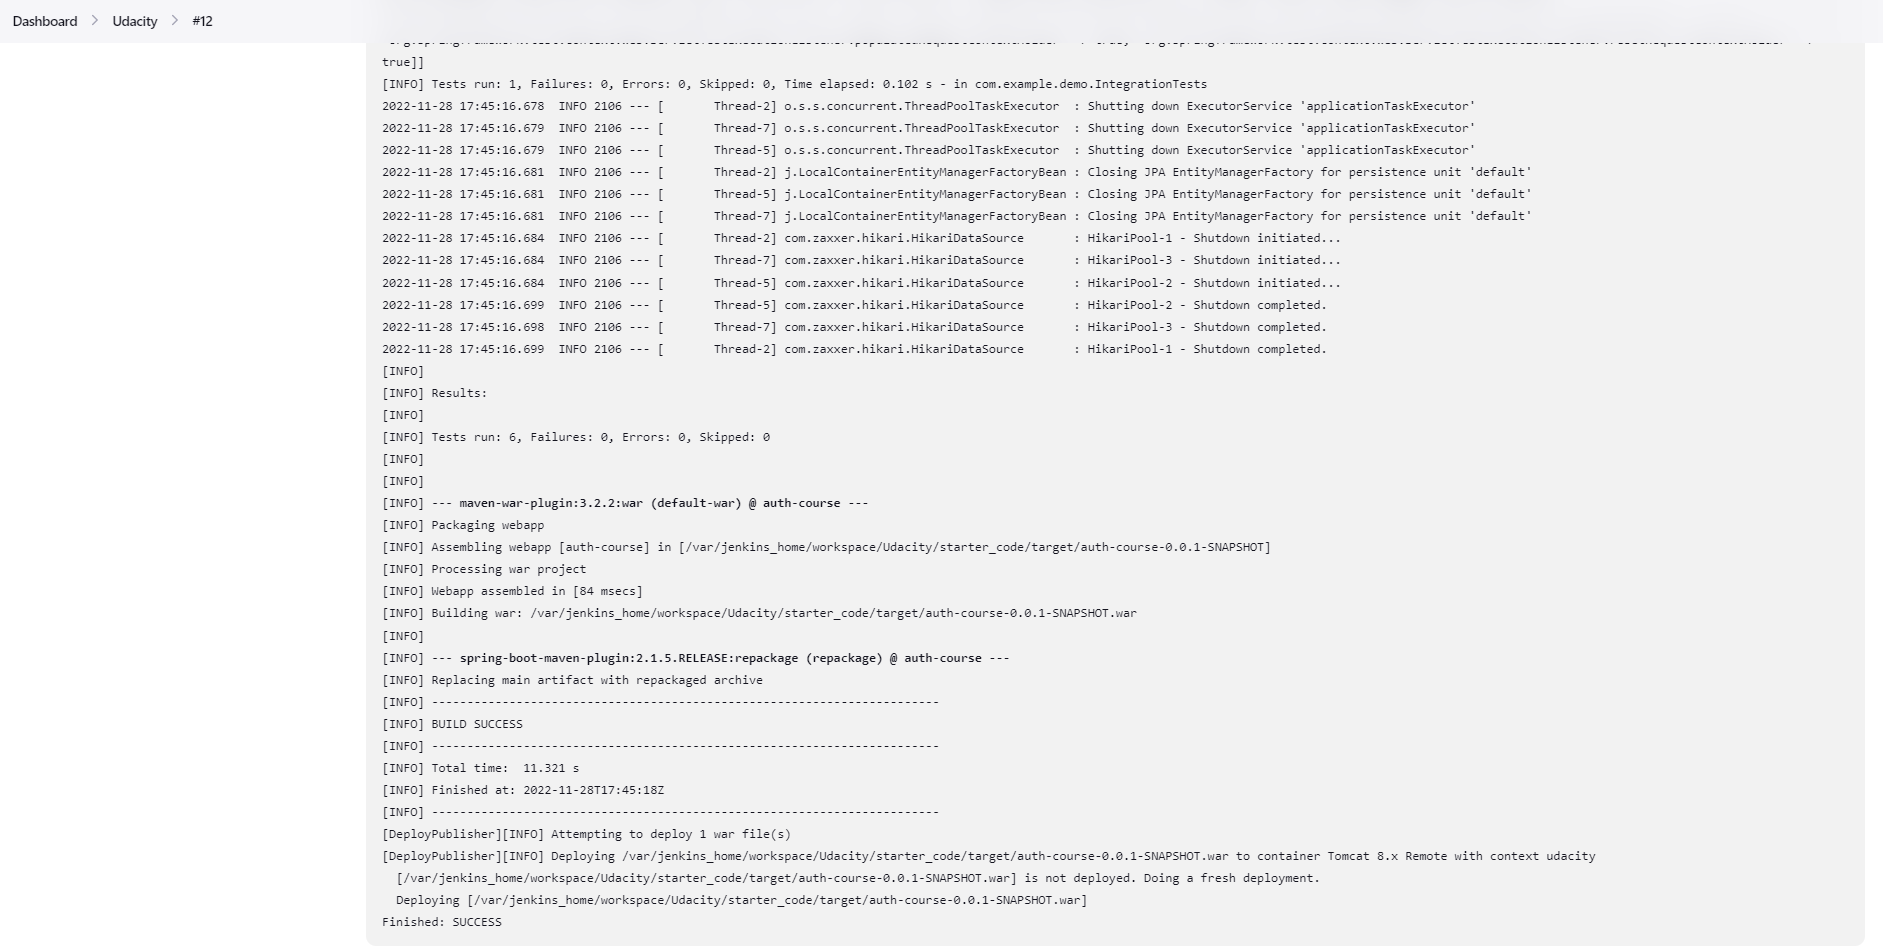 Dashboard > Udacity > #12
true]]
[INFO] Tests run: 1, Failures: 0, Errors: 0, Skipped: 0, Time elapsed: 0.102 s - in com.example.demo.IntegrationTests
2022-11-28 17:45:16.678  INFO 2106 --- [       Thread-2] o.s.s.concurrent.ThreadPoolTaskExecutor  : Shutting down ExecutorService 'applicationTaskExecutor'
2022-11-28 17:45:16.679  INFO 2106 --- [       Thread-7] o.s.s.concurrent.ThreadPoolTaskExecutor  : Shutting down ExecutorService 'applicationTaskExecutor'
2022-11-28 17:45:16.679  INFO 2106 --- [       Thread-5] o.s.s.concurrent.ThreadPoolTaskExecutor  : Shutting down ExecutorService 'applicationTaskExecutor'
2022-11-28 17:45:16.681  INFO 2106 --- [       Thread-2] j.LocalContainerEntityManagerFactoryBean : Closing JPA EntityManagerFactory for persistence unit 'default'
2022-11-28 17:45:16.681  INFO 2106 --- [       Thread-5] j.LocalContainerEntityManagerFactoryBean : Closing JPA EntityManagerFactory for persistence unit 'default'
2022-11-28 17:45:16.681  INFO 2106 --- [       Thread-7] j.LocalContainerEntityManagerFactoryBean : Closing JPA EntityManagerFactory for persistence unit 'default'
2022-11-28 17:45:16.684  INFO 2106 --- [       Thread-2] com.zaxxer.hikari.HikariDataSource       : HikariPool-1 - Shutdown initiated...
2022-11-28 17:45:16.684  INFO 2106 --- [       Thread-7] com.zaxxer.hikari.HikariDataSource       : HikariPool-3 - Shutdown initiated...
2022-11-28 17:45:16.684  INFO 2106 --- [       Thread-5] com.zaxxer.hikari.HikariDataSource       : HikariPool-2 - Shutdown initiated...
2022-11-28 17:45:16.699  INFO 2106 --- [       Thread-5] com.zaxxer.hikari.HikariDataSource       : HikariPool-2 - Shutdown completed.
2022-11-28 17:45:16.698  INFO 2106 --- [       Thread-7] com.zaxxer.hikari.HikariDataSource       : HikariPool-3 - Shutdown completed.
2022-11-28 17:45:16.699  INFO 2106 --- [       Thread-2] com.zaxxer.hikari.HikariDataSource       : HikariPool-1 - Shutdown completed.
[INFO]
[INFO] Results:
[INFO]
[INFO] Tests run: 6, Failures: 0, Errors: 0, Skipped: 0
[INFO]
[INFO]
[INFO] --- maven-war-plugin:3.2.2:war (default-war) @ auth-course ---
[INFO] Packaging webapp
[INFO] Assembling webapp [auth-course] in [/var/jenkins_home/workspace/Udacity/starter_code/target/auth-course-0.0.1-SNAPSHOT]
[INFO] Processing war project
[INFO] Webapp assembled in [84 msecs]
[INFO] Building war: /var/jenkins_home/workspace/Udacity/starter_code/target/auth-course-0.0.1-SNAPSHOT.war
[INFO]
[INFO] --- spring-boot-maven-plugin:2.1.5.RELEASE:repackage (repackage) @ auth-course ---
[INFO] Replacing main artifact with repackaged archive
[INFO] ------------------------------------------------------------------------
[INFO] BUILD SUCCESS
[INFO] ------------------------------------------------------------------------
[INFO] Total time:  11.321 s
[INFO] Finished at: 2022-11-28T17:45:18Z
[INFO] ------------------------------------------------------------------------
[DeployPublisher][INFO] Attempting to deploy 1 war file(s)
[DeployPublisher][INFO] Deploying /var/jenkins_home/workspace/Udacity/starter_code/target/auth-course-0.0.1-SNAPSHOT.war to container Tomcat 8.x Remote with context udacity
  [/var/jenkins_home/workspace/Udacity/starter_code/target/auth-course-0.0.1-SNAPSHOT.war] is not deployed. Doing a fresh deployment.
  Deploying [/var/jenkins_home/workspace/Udacity/starter_code/target/auth-course-0.0.1-SNAPSHOT.war]
Finished: SUCCESS